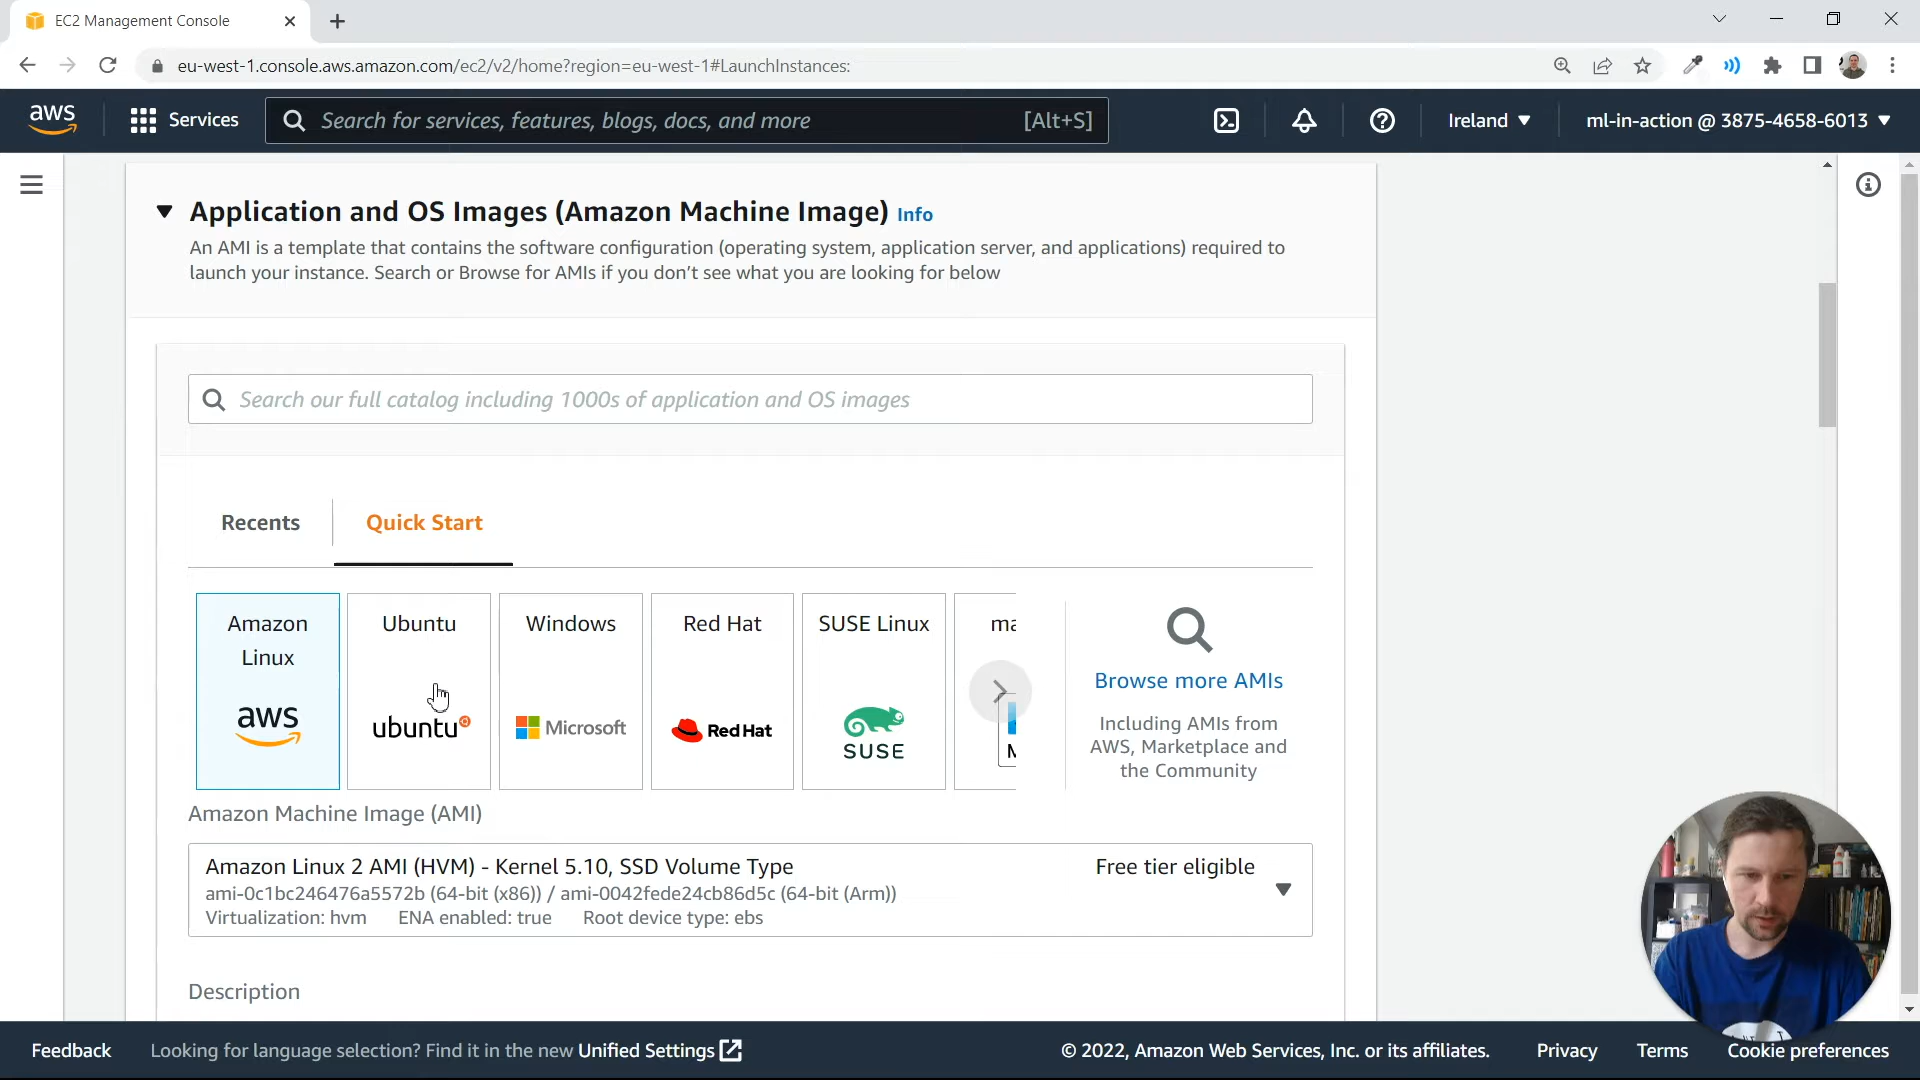 EC2 Management Console
eu-west-1.console.aws.amazon.com/ec2/v2/home?region=eu-west-1#LaunchInstances:
aws
Services
Search for services, features, blogs, docs, and more
[Alt+S]
Ireland
ml-in-action @ 3875-4658-6013
Application and OS Images (Amazon Machine Image) Info
An AMI is a template that contains the software configuration (operating system, application server, and applications) required to
launch your instance. Search or Browse for AMIs if you don't see what you are looking for below
Search our full catalog including 1000s of application and OS images
Recents
Quick Start
Amazon
Linux
aws
Ubuntu
ubuntu
Windows
Microsoft
Red Hat
Red Hat
SUSE Linux
SUSE
ma
M
Browse more AMIs
Including AMIs from
AWS, Marketplace and
the Community
Amazon Machine Image (AMI)
Amazon Linux 2 AMI (HVM) - Kernel 5.10, SSD Volume Type
Free tier eligible
ami-0c1bc246476a5572b (64-bit (x86)) / ami-0042fede24cb86d5c (64-bit (Arm))
Virtualization: hvm ENA enabled: true Root device type: ebs
Description
Feedback
Looking for language selection? Find it in the new Unified Settings
© 2022, Amazon Web Services, Inc. or its affiliates.
Privacy
Terms
Cookie preferences